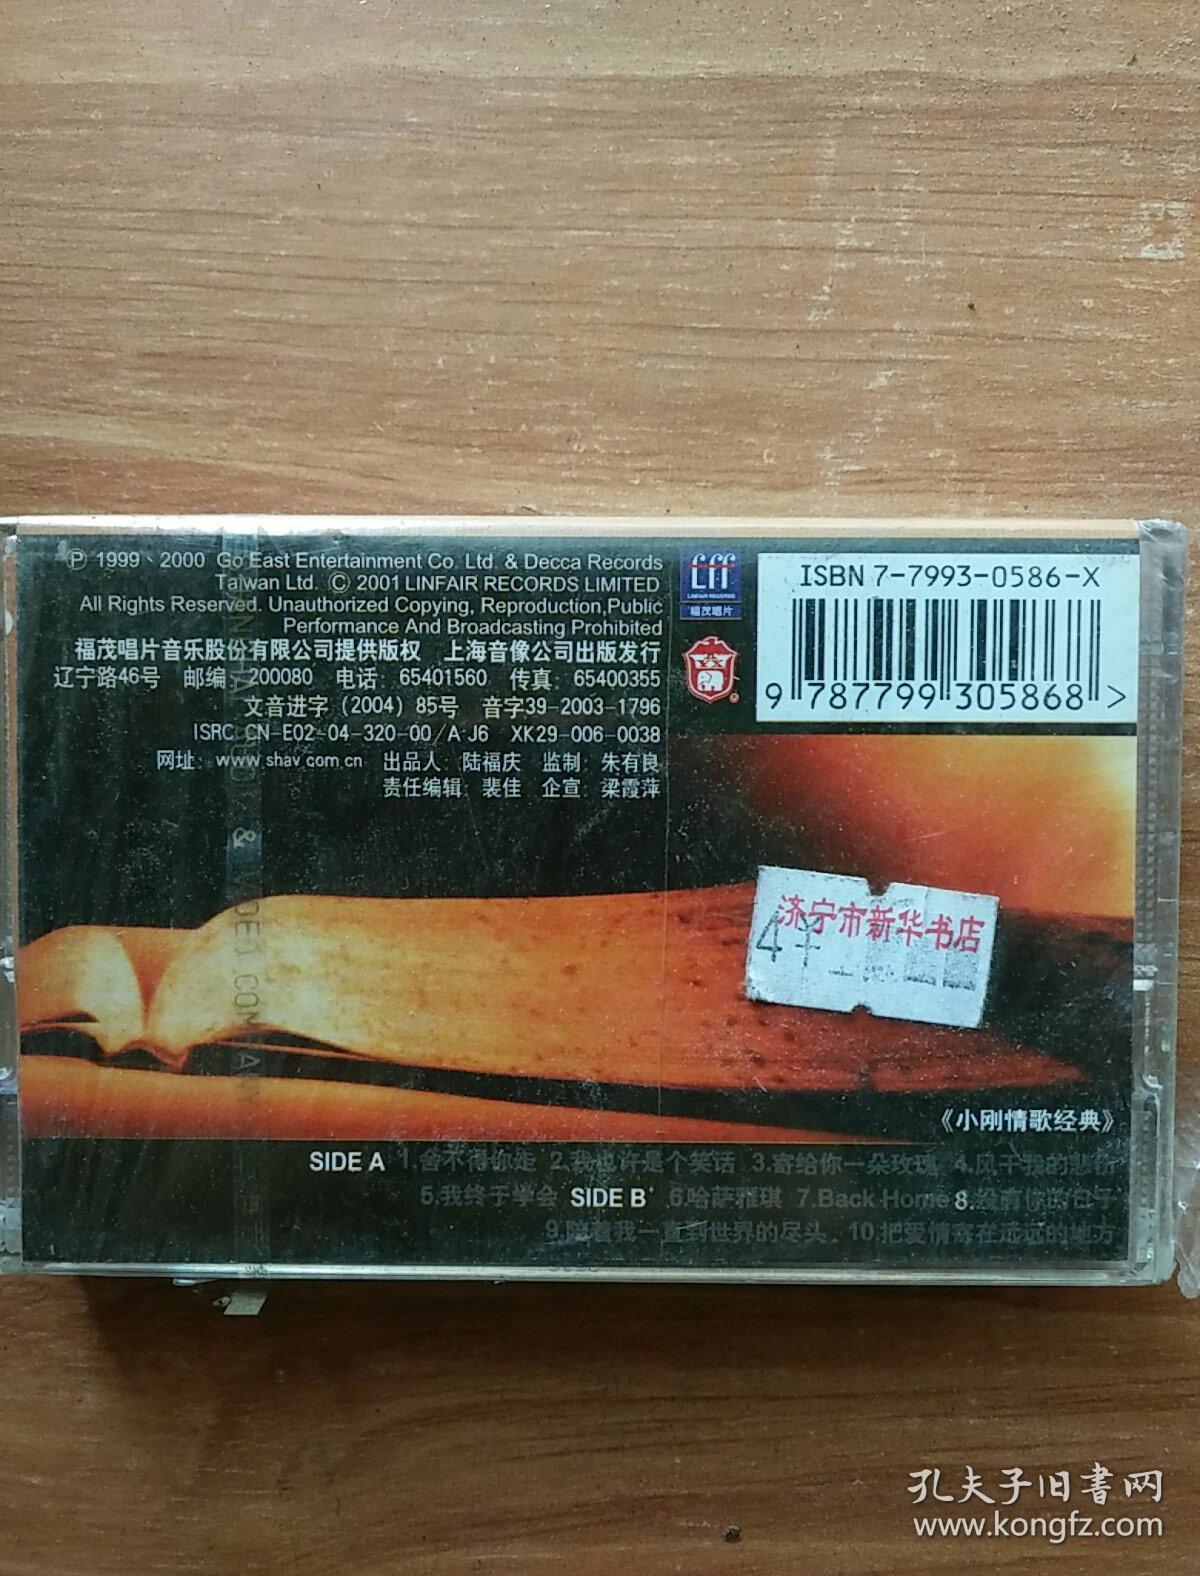 Ⓟ 1999、2000 Go East Entertainment Co. Ltd. & Decca Records
Taiwan Ltd. © 2001 LINFAIR RECORDS LIMITED
All Rights Reserved. Unauthorized Copying, Reproduction,Public
Performance And Broadcasting Prohibited
福茂唱片音乐股份有限公司提供版权 上海音像公司出版发行
辽宁路46号 邮编 200080 电话: 65401560 传真: 65400355
文音进字 (2004) 85号 音字39-2003-1796
ISRC CN-E02-04-320-00/A·J6 XK29-006-0038
网址: www.shav.com.cn 出品人: 陆福庆 监制: 朱有良
责任编辑: 裴佳 企宣: 梁霞萍
Lff
LINFAIR RECORDS
福茂唱片
ISBN 7-7993-0586-X
9 787799 305868 >
济宁市新华书店
& VIDEO COMPANY
《小刚情歌经典》
SIDE A 1.舍不得你走 2.我也许是个笑话 3.寄给你一朵玫瑰 4.风干我的悲伤
5.我终于学会 SIDE B 6.哈萨雅琪 7.Back Home 8.没有你的日子
9.陪着我一直到世界的尽头 10.把爱情寄在远远的地方
孔夫子旧书网
www.kongfz.com